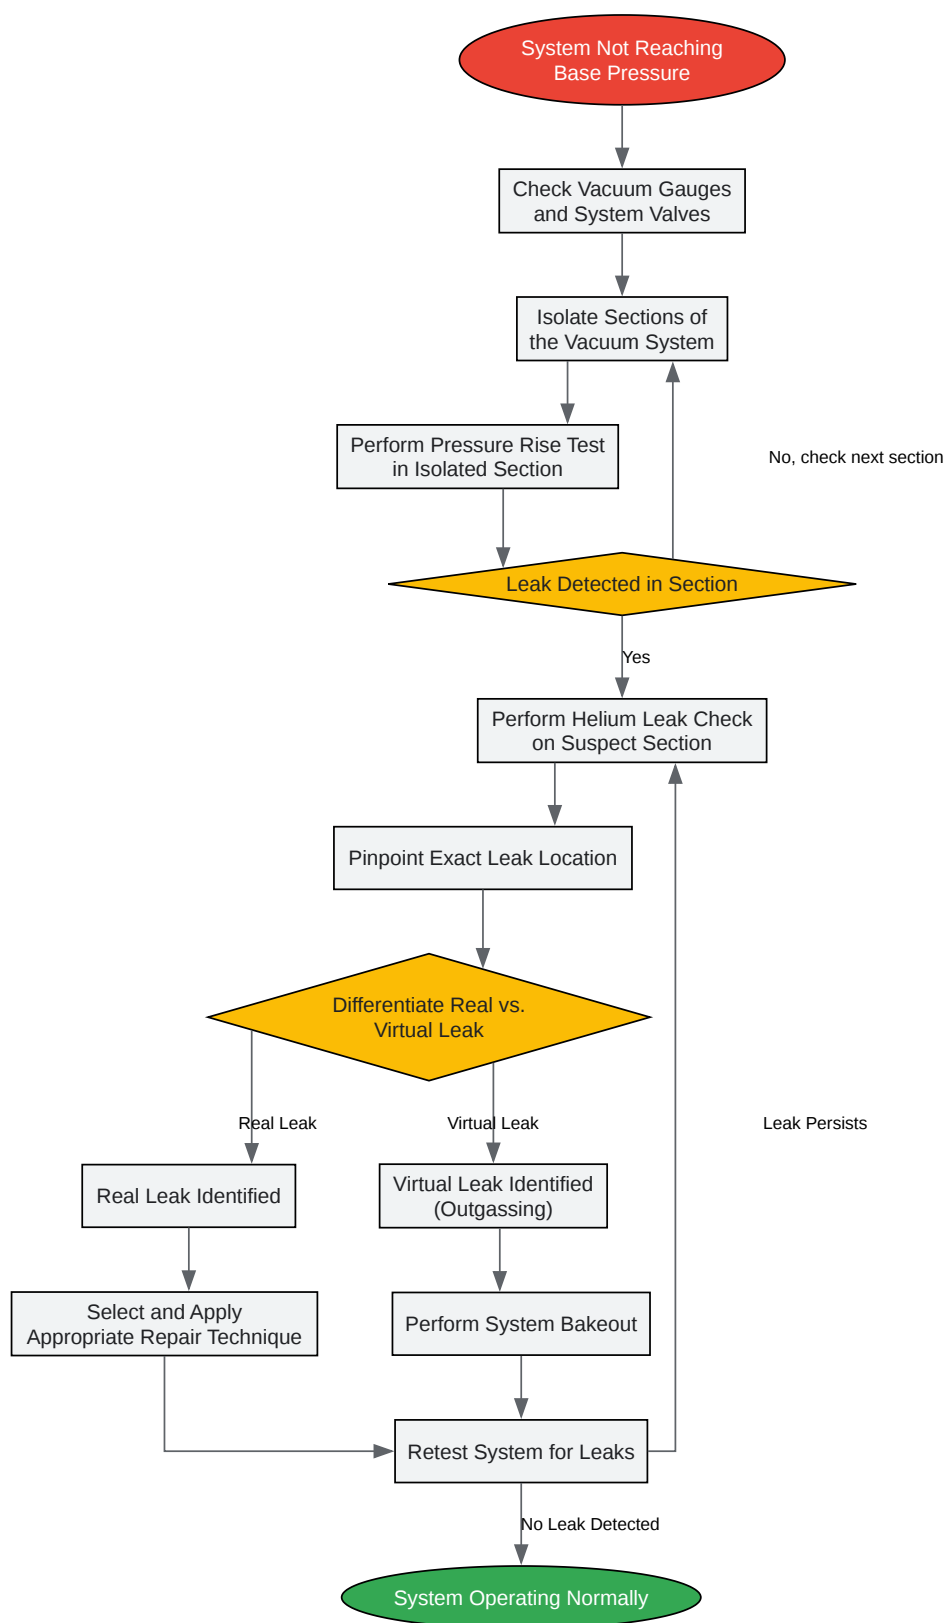 System Not Reaching
Base Pressure
Check Vacuum Gauges
and System Valves
Isolate Sections of
the Vacuum System
Perform Pressure Rise Test
in Isolated Section
No, check next section
Leak Detected in Section
Yes
Perform Helium Leak Check
on Suspect Section
Pinpoint Exact Leak Location
Differentiate Real vs.
Virtual Leak
Real Leak
Virtual Leak
Leak Persists
Real Leak Identified
Virtual Leak Identified
(Outgassing)
Select and Apply
Appropriate Repair Technique
Perform System Bakeout
Retest System for Leaks
No Leak Detected
System Operating Normally